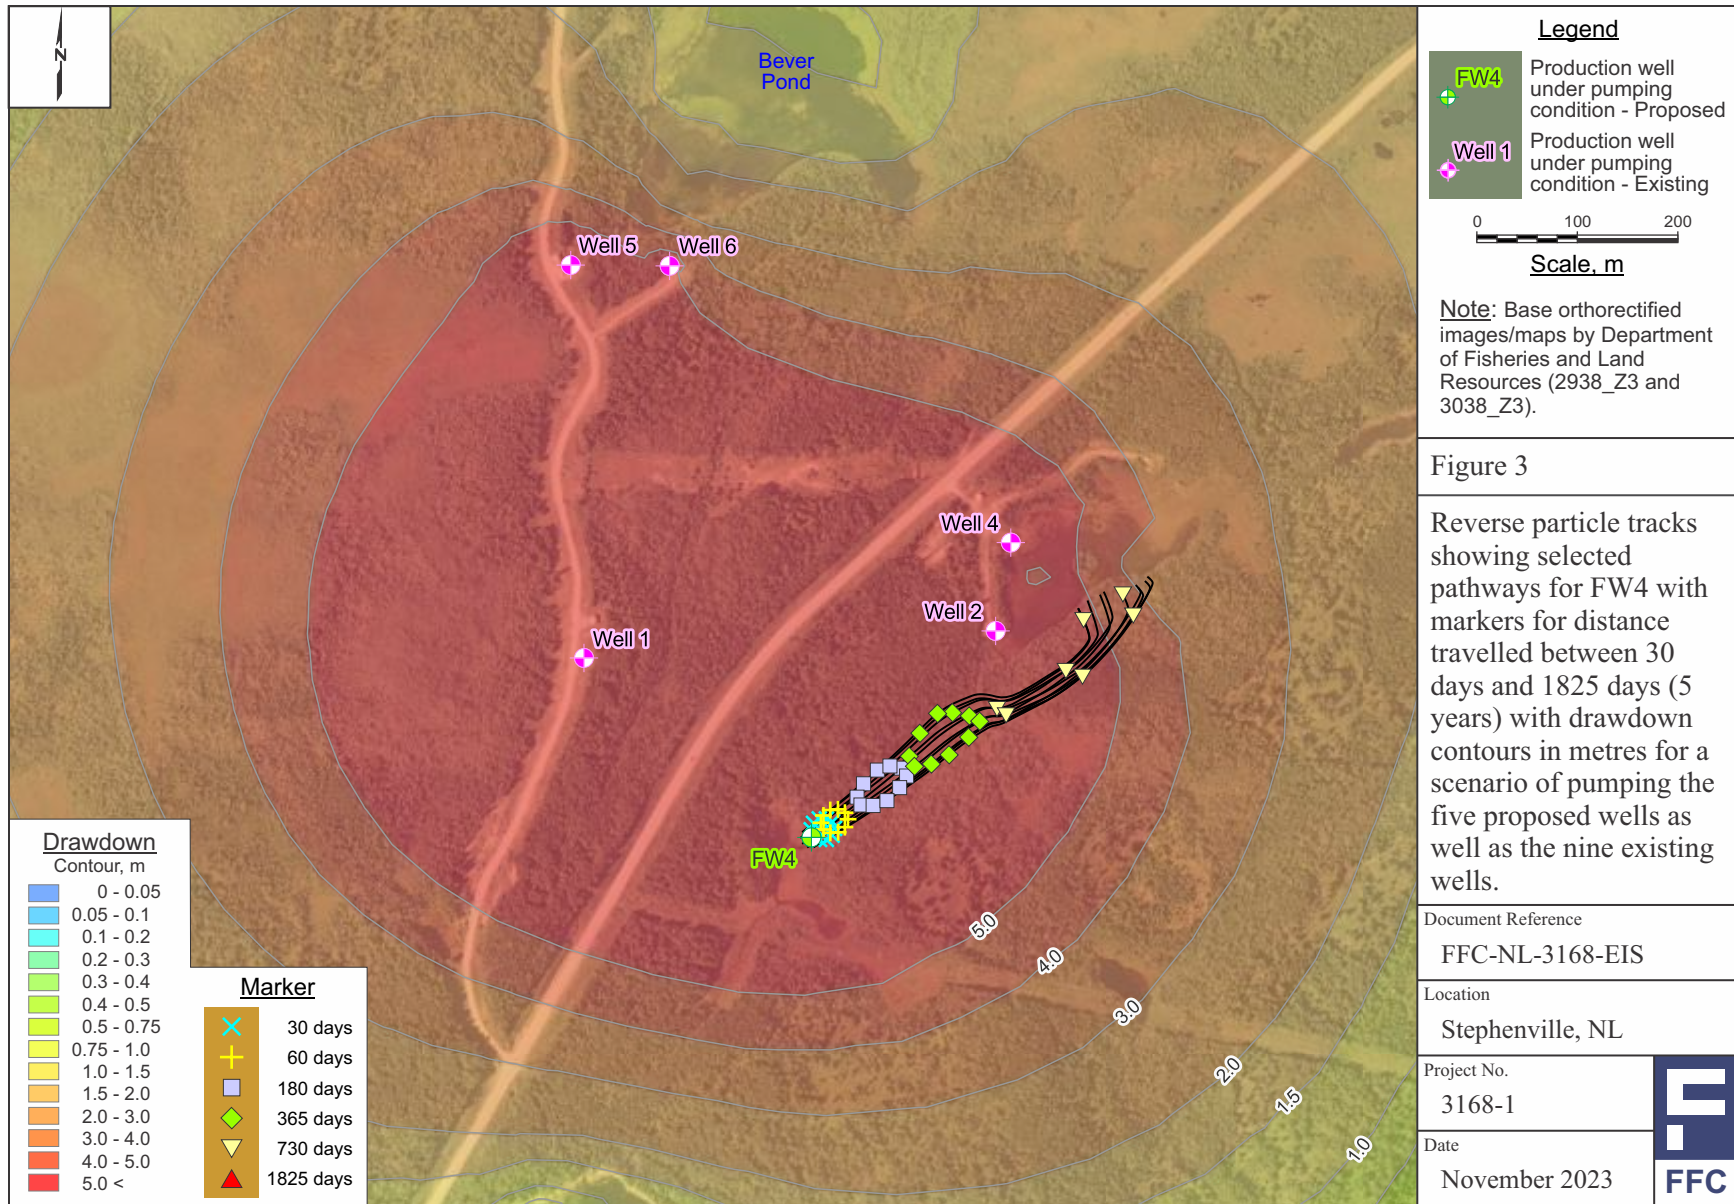 N
Bever
Pond
Well 5
Well 6
Well 4
Well 2
Well 1
FW4
5.0
4.0
3.0
2.0
1.5
1.0
Drawdown
Contour, m
0 - 0.05
0.05 - 0.1
0.1 - 0.2
0.2 - 0.3
0.3 - 0.4
0.4 - 0.5
0.5 - 0.75
0.75 - 1.0
1.0 - 1.5
1.5 - 2.0
2.0 - 3.0
3.0 - 4.0
4.0 - 5.0
5.0 <
Marker
30 days
60 days
180 days
365 days
730 days
1825 days
Legend
FW4
Production well
under pumping
condition - Proposed
Well 1
Production well
under pumping
condition - Existing
0 100 200
Scale, m
Note: Base orthorectified
images/maps by Department
of Fisheries and Land
Resources (2938_Z3 and
3038_Z3).
Figure 3
Reverse particle tracks
showing selected
pathways for FW4 with
markers for distance
travelled between 30
days and 1825 days (5
years) with drawdown
contours in metres for a
scenario of pumping the
five proposed wells as
well as the nine existing
wells.
Document Reference
FFC-NL-3168-EIS
Location
Stephenville, NL
Project No.
3168-1
Date
November 2023
FFC